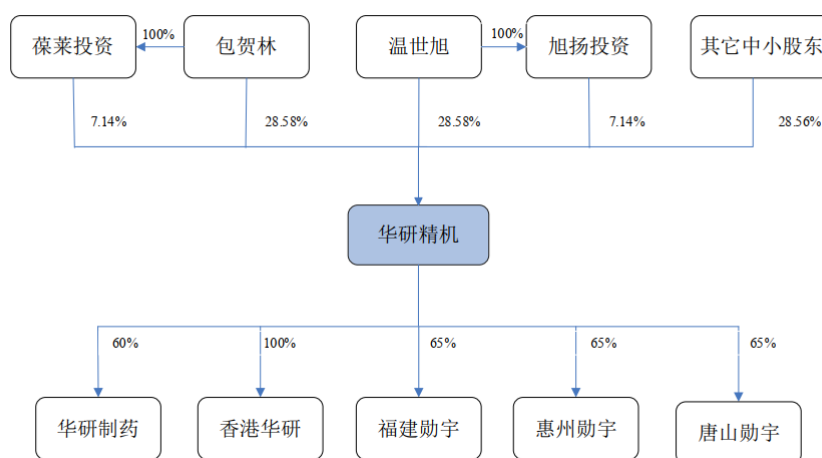 葆莱投资
100%
包贺林
温世旭
100%
旭扬投资
其它中小股东
7.14%
28.58%
28.58%
7.14%
28.56%
华研精机
60%
100%
65%
65%
65%
华研制药
香港华研
福建勋宇
惠州勋宇
唐山勋宇